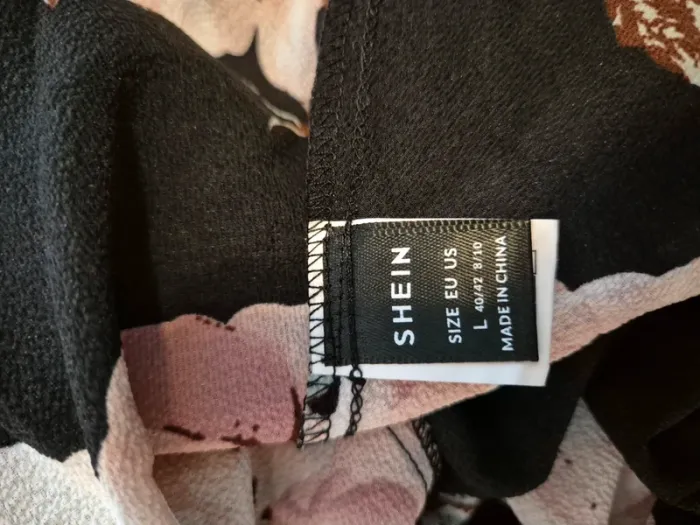 SHEIN
SIZE EU US
L 40/42 8/10
MADE IN CHINA